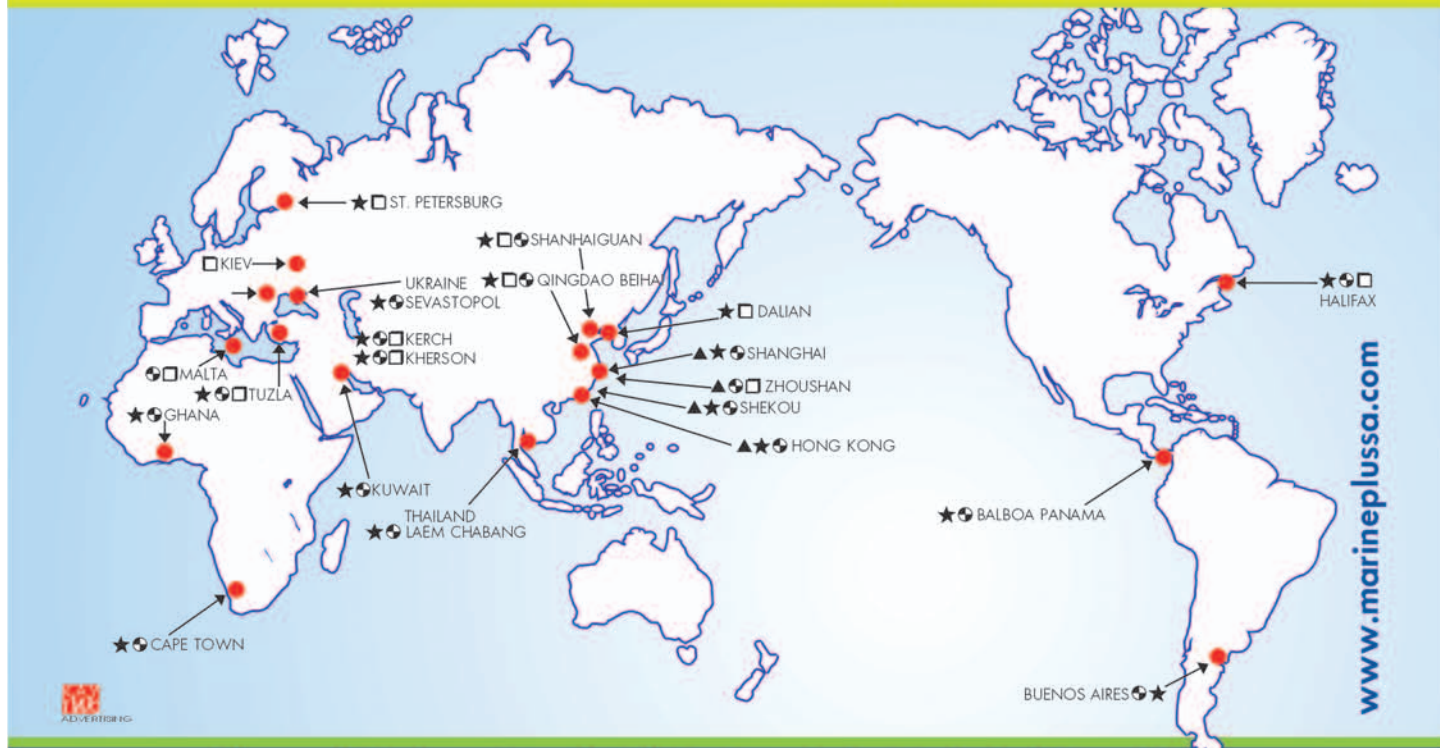 ST. PETERSBURG
SHANHAIGUAN
KIEV
UKRAINE
SEVASTOPOL
QINGDAO BEIHAI
HALIFAX
DALIAN
KERCH
KHERSON
SHANGHAI
MALTA
ZHOUSHAN
TUZLA
SHEKOU
GHANA
HONG KONG
KUWAIT
THAILAND
LAEM CHABANG
BALBOA PANAMA
CAPE TOWN
BUENOS AIRES
www.marineplussa.com
ADVERTISING